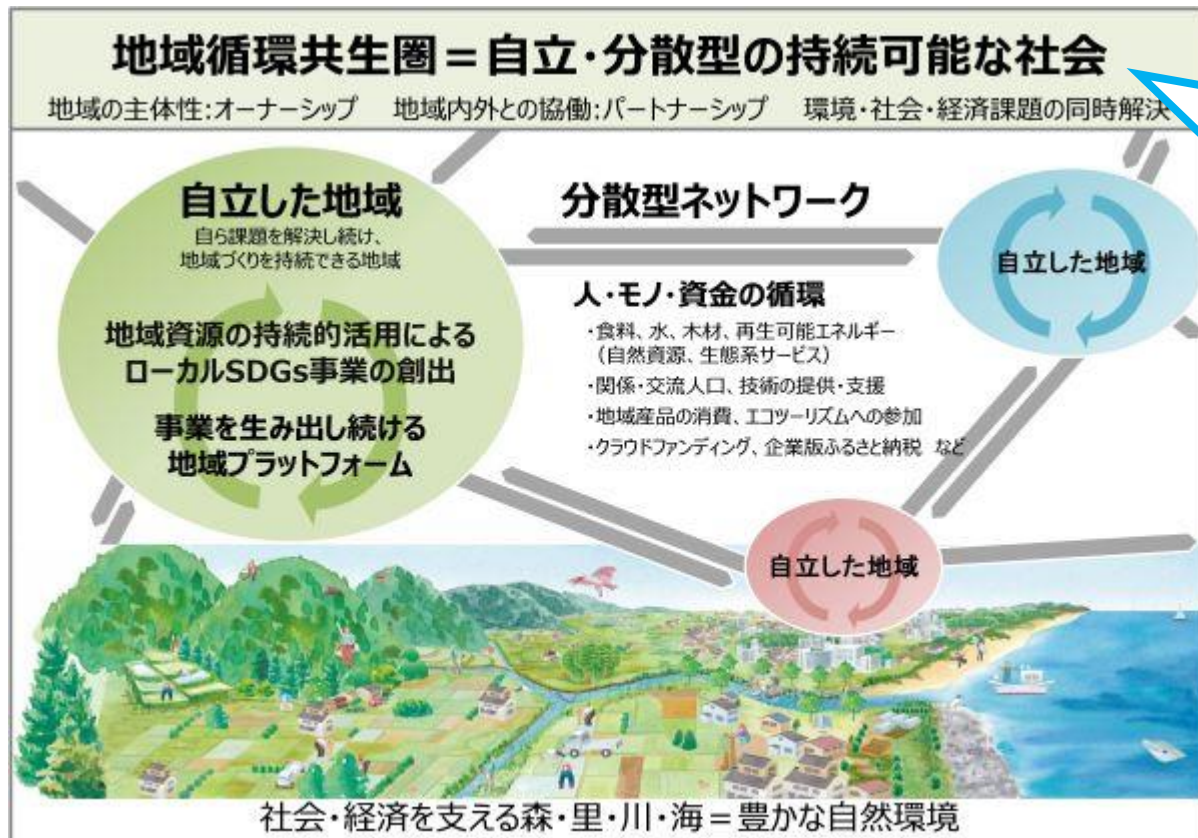 地域循環共生圏＝自立・分散型の持続可能な社会
地域の主体性:オーナーシップ　地域内外との協働:パートナーシップ　環境・社会・経済課題の同時解決
自立した地域
自ら課題を解決し続け、
地域づくりを持続できる地域
地域資源の持続的活用による
ローカルSDGs事業の創出
事業を生み出し続ける
地域プラットフォーム
分散型ネットワーク
人・モノ・資金の循環
・食料、水、木材、再生可能エネルギー
（自然資源、生態系サービス）
・関係・交流人口、技術の提供・支援
・地域産品の消費、エコツーリズムへの参加
・クラウドファンディング、企業版ふるさと納税　など
自立した地域
自立した地域
社会・経済を支える森・里・川・海＝豊かな自然環境